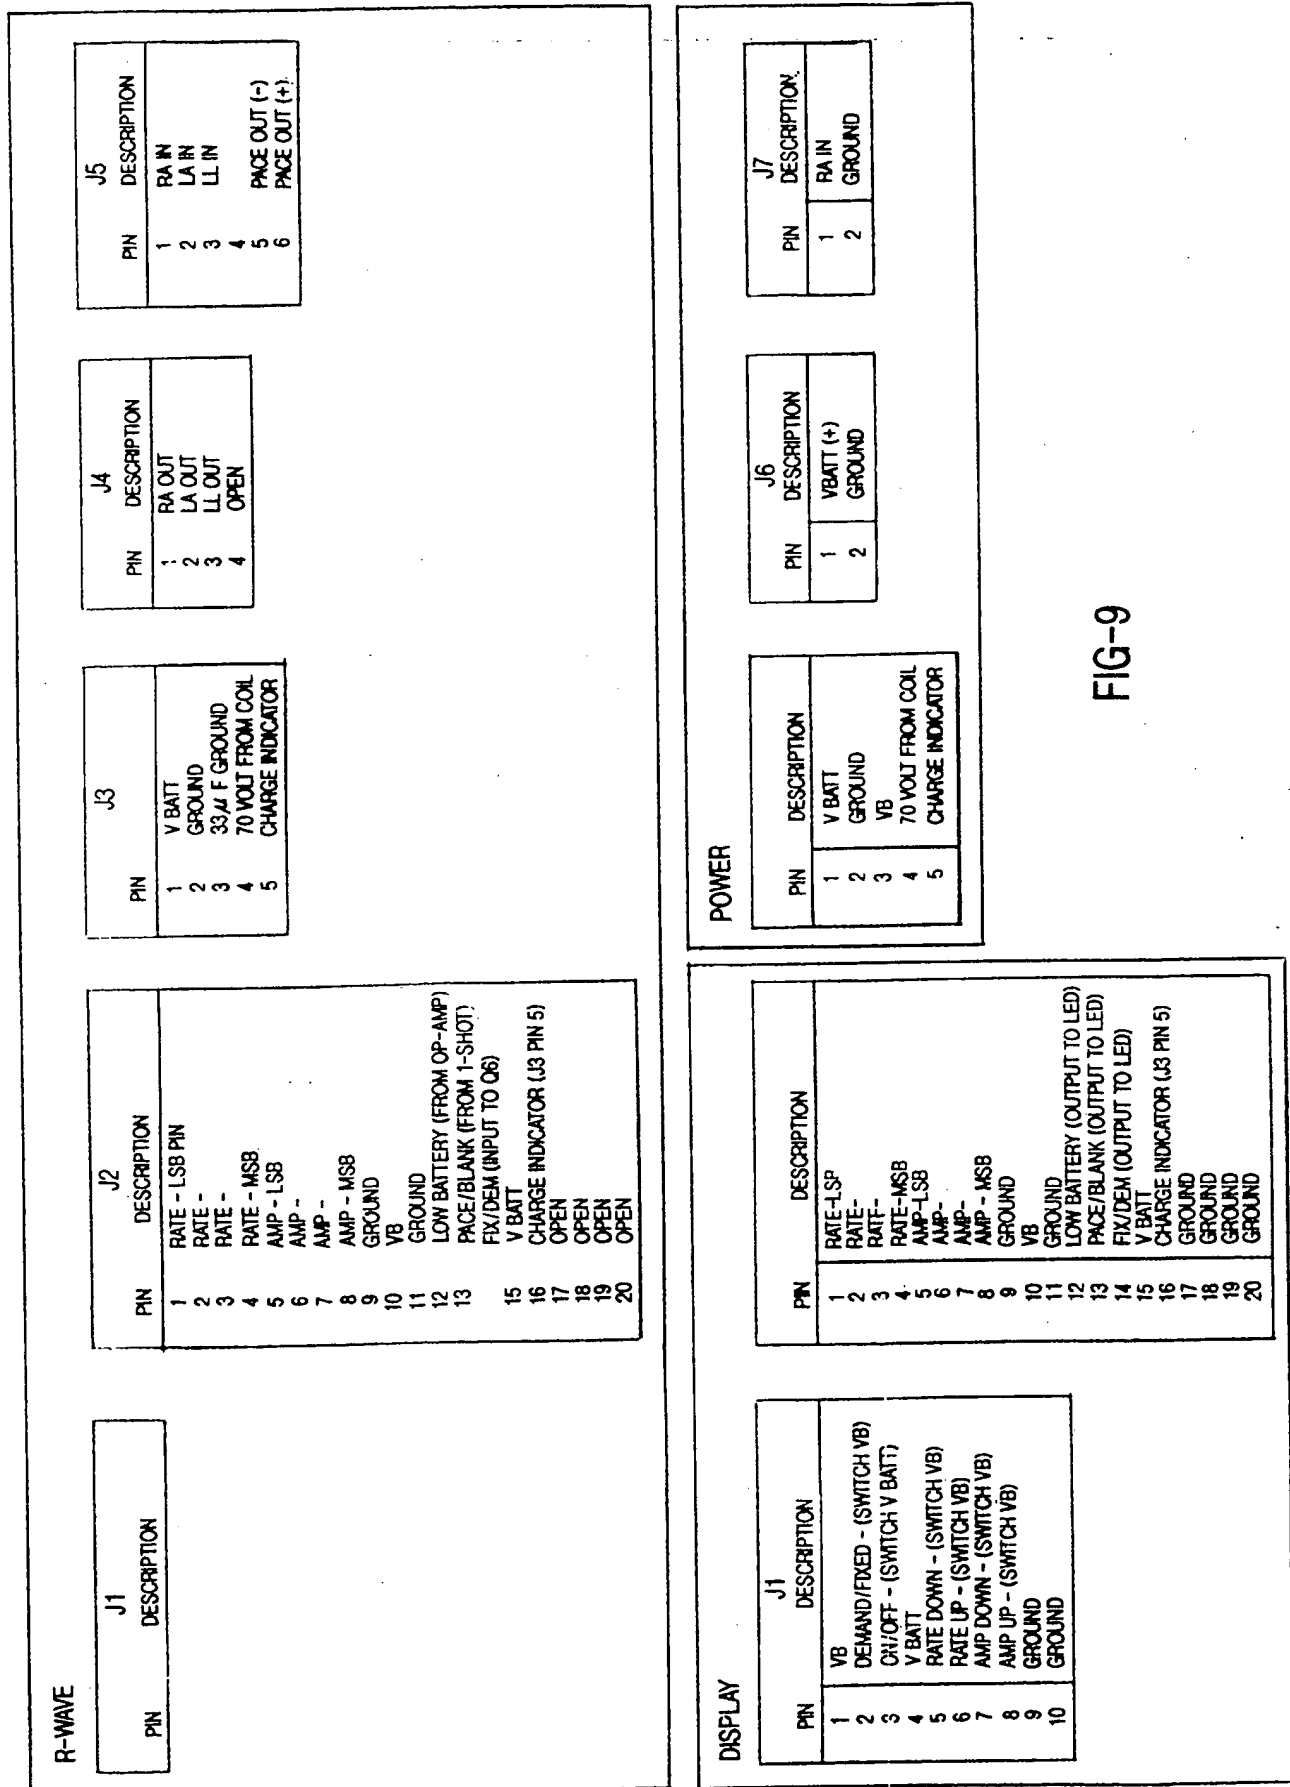 R-WAVE
J1
PIN DESCRIPTION
J2
PIN DESCRIPTION
1 RATE - LSB PIN
2 RATE -
3 RATE -
4 RATE - MSB
5 AMP - LSB
6 AMP -
7 AMP -
8 AMP - MSB
9 GROUND
10 VB
11 GROUND
12 LOW BATTERY (FROM OP-AMP)
13 PACE/BLANK (FROM 1-SHOT)
FIX/DEM (INPUT TO Q6)
15 V BATT
16 CHARGE INDICATOR (J3 PIN 5)
17 OPEN
18 OPEN
19 OPEN
20 OPEN
J3
PIN
1 V BATT
2 GROUND
3 33µ F GROUND
4 70 VOLT FROM COIL
5 CHARGE INDICATOR
J4
PIN DESCRIPTION
1 RA OUT
2 LA OUT
3 LL OUT
4 OPEN
J5
PIN DESCRIPTION
1 RA IN
2 LA IN
3 LL IN
4
5 PACE OUT (-)
6 PACE OUT (+)
DISPLAY
J1
PIN DESCRIPTION
1 VB
2 DEMAND/FIXED - (SWITCH VB)
3 ON/OFF - (SWITCH V BATT)
4 V BATT
5 RATE DOWN - (SWITCH VB)
6 RATE UP - (SWITCH VB)
7 AMP DOWN - (SWITCH VB)
8 AMP UP - (SWITCH VB)
9 GROUND
10 GROUND
PIN DESCRIPTION
1 RATE-LSP
2 RATE-
3 RATE-
4 RATE-MSB
5 AMP-LSB
6 AMP-
7 AMP-
8 AMP - MSB
9 GROUND
10 VB
11 GROUND
12 LOW BATTERY (OUTPUT TO LED)
13 PACE/BLANK (OUTPUT TO LED)
14 FIX/DEM (OUTPUT TO LED)
15 V BATT
16 CHARGE INDICATOR (J3 PIN 5)
17 GROUND
18 GROUND
19 GROUND
20 GROUND
POWER
PIN DESCRIPTION
1 V BATT
2 GROUND
3 VB
4 70 VOLT FROM COIL
5 CHARGE INDICATOR
J6
PIN DESCRIPTION
1 VBATT (+)
2 GROUND
J7
PIN DESCRIPTION
1 RA IN
2 GROUND
FIG-9